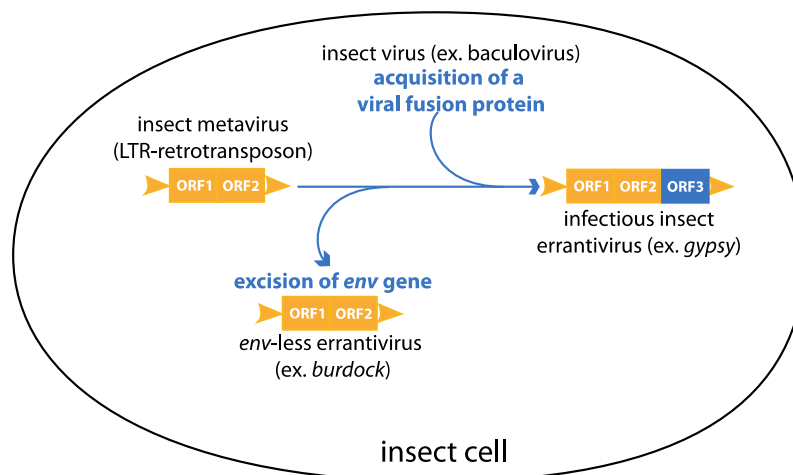 insect virus (ex. baculovirus)
acquisition of a
viral fusion protein
insect metavirus
(LTR-retrotransposon)
ORF1 ORF2
ORF1 ORF2 ORF3
infectious insect
errantivirus (ex. gypsy)
excision of env gene
ORF1 ORF2
env-less errantivirus
(ex. burdock)
insect cell